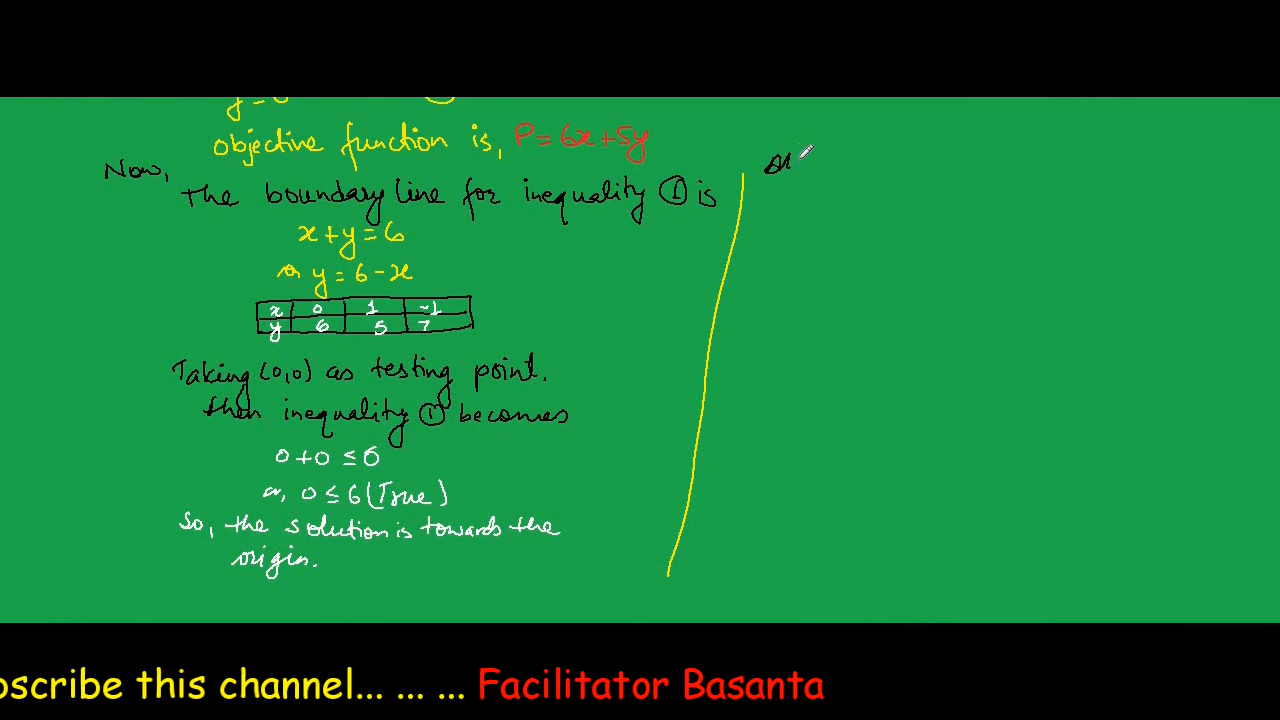 objective function is, P = 6x + 5y
Now,
The boundary line for inequality ① is
x + y = 6
or y = 6 - x
x 0 1 -1
y 6 5 7
Taking (0,0) as testing point.
then inequality ① becomes
0 + 0 ≤ 6
or, 0 ≤ 6 (True)
So, the solution is towards the
origin.
bscribe this channel... ... ... Facilitator Basanta